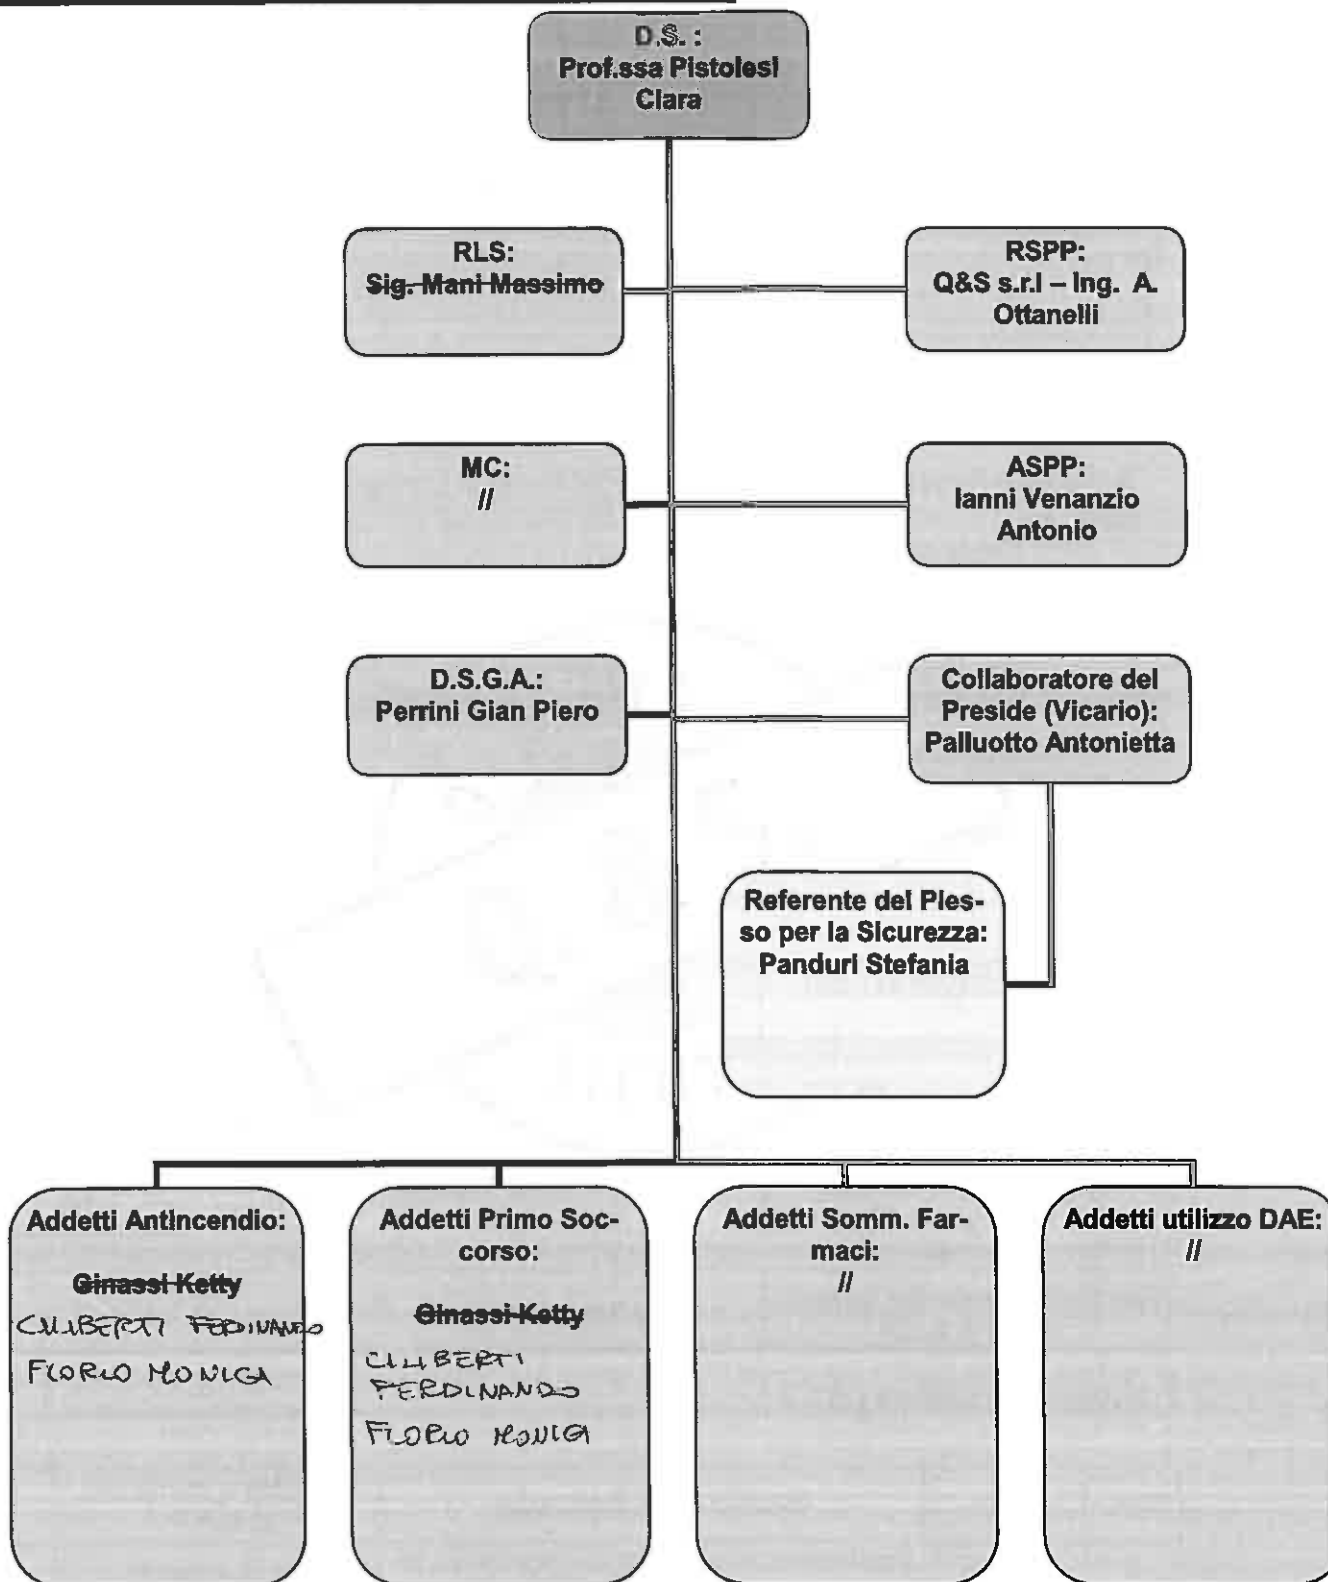 D.S. :
Prof.ssa Pistolesi
Clara
RLS:
Sig. Mani Massimo
RSPP:
Q&S s.r.l – Ing. A.
Ottanelli
MC:
//
ASPP:
Ianni Venanzio
Antonio
D.S.G.A.:
Perrini Gian Piero
Collaboratore del
Preside (Vicario):
Palluotto Antonietta
Referente del Ples-
so per la Sicurezza:
Panduri Stefania
Addetti Antincendio:
Ginassi Ketty
CILIBERTI FEDINANDO
FLORIO MONICA
Addetti Primo Soc-
corso:
Ginassi Ketty
CILIBERTI
FERDINANDO
FLORIO MONICA
Addetti Somm. Far-
maci:
//
Addetti utilizzo DAE:
//